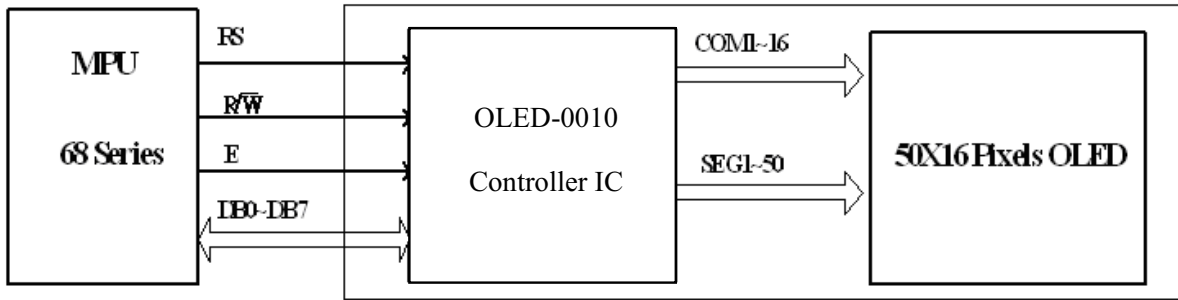 MPU
68 Series
RS
R/W̅
E
DB0~DB7
OLED-0010
Controller IC
COM1~16
SEG1~50
50X16 Pixels OLED